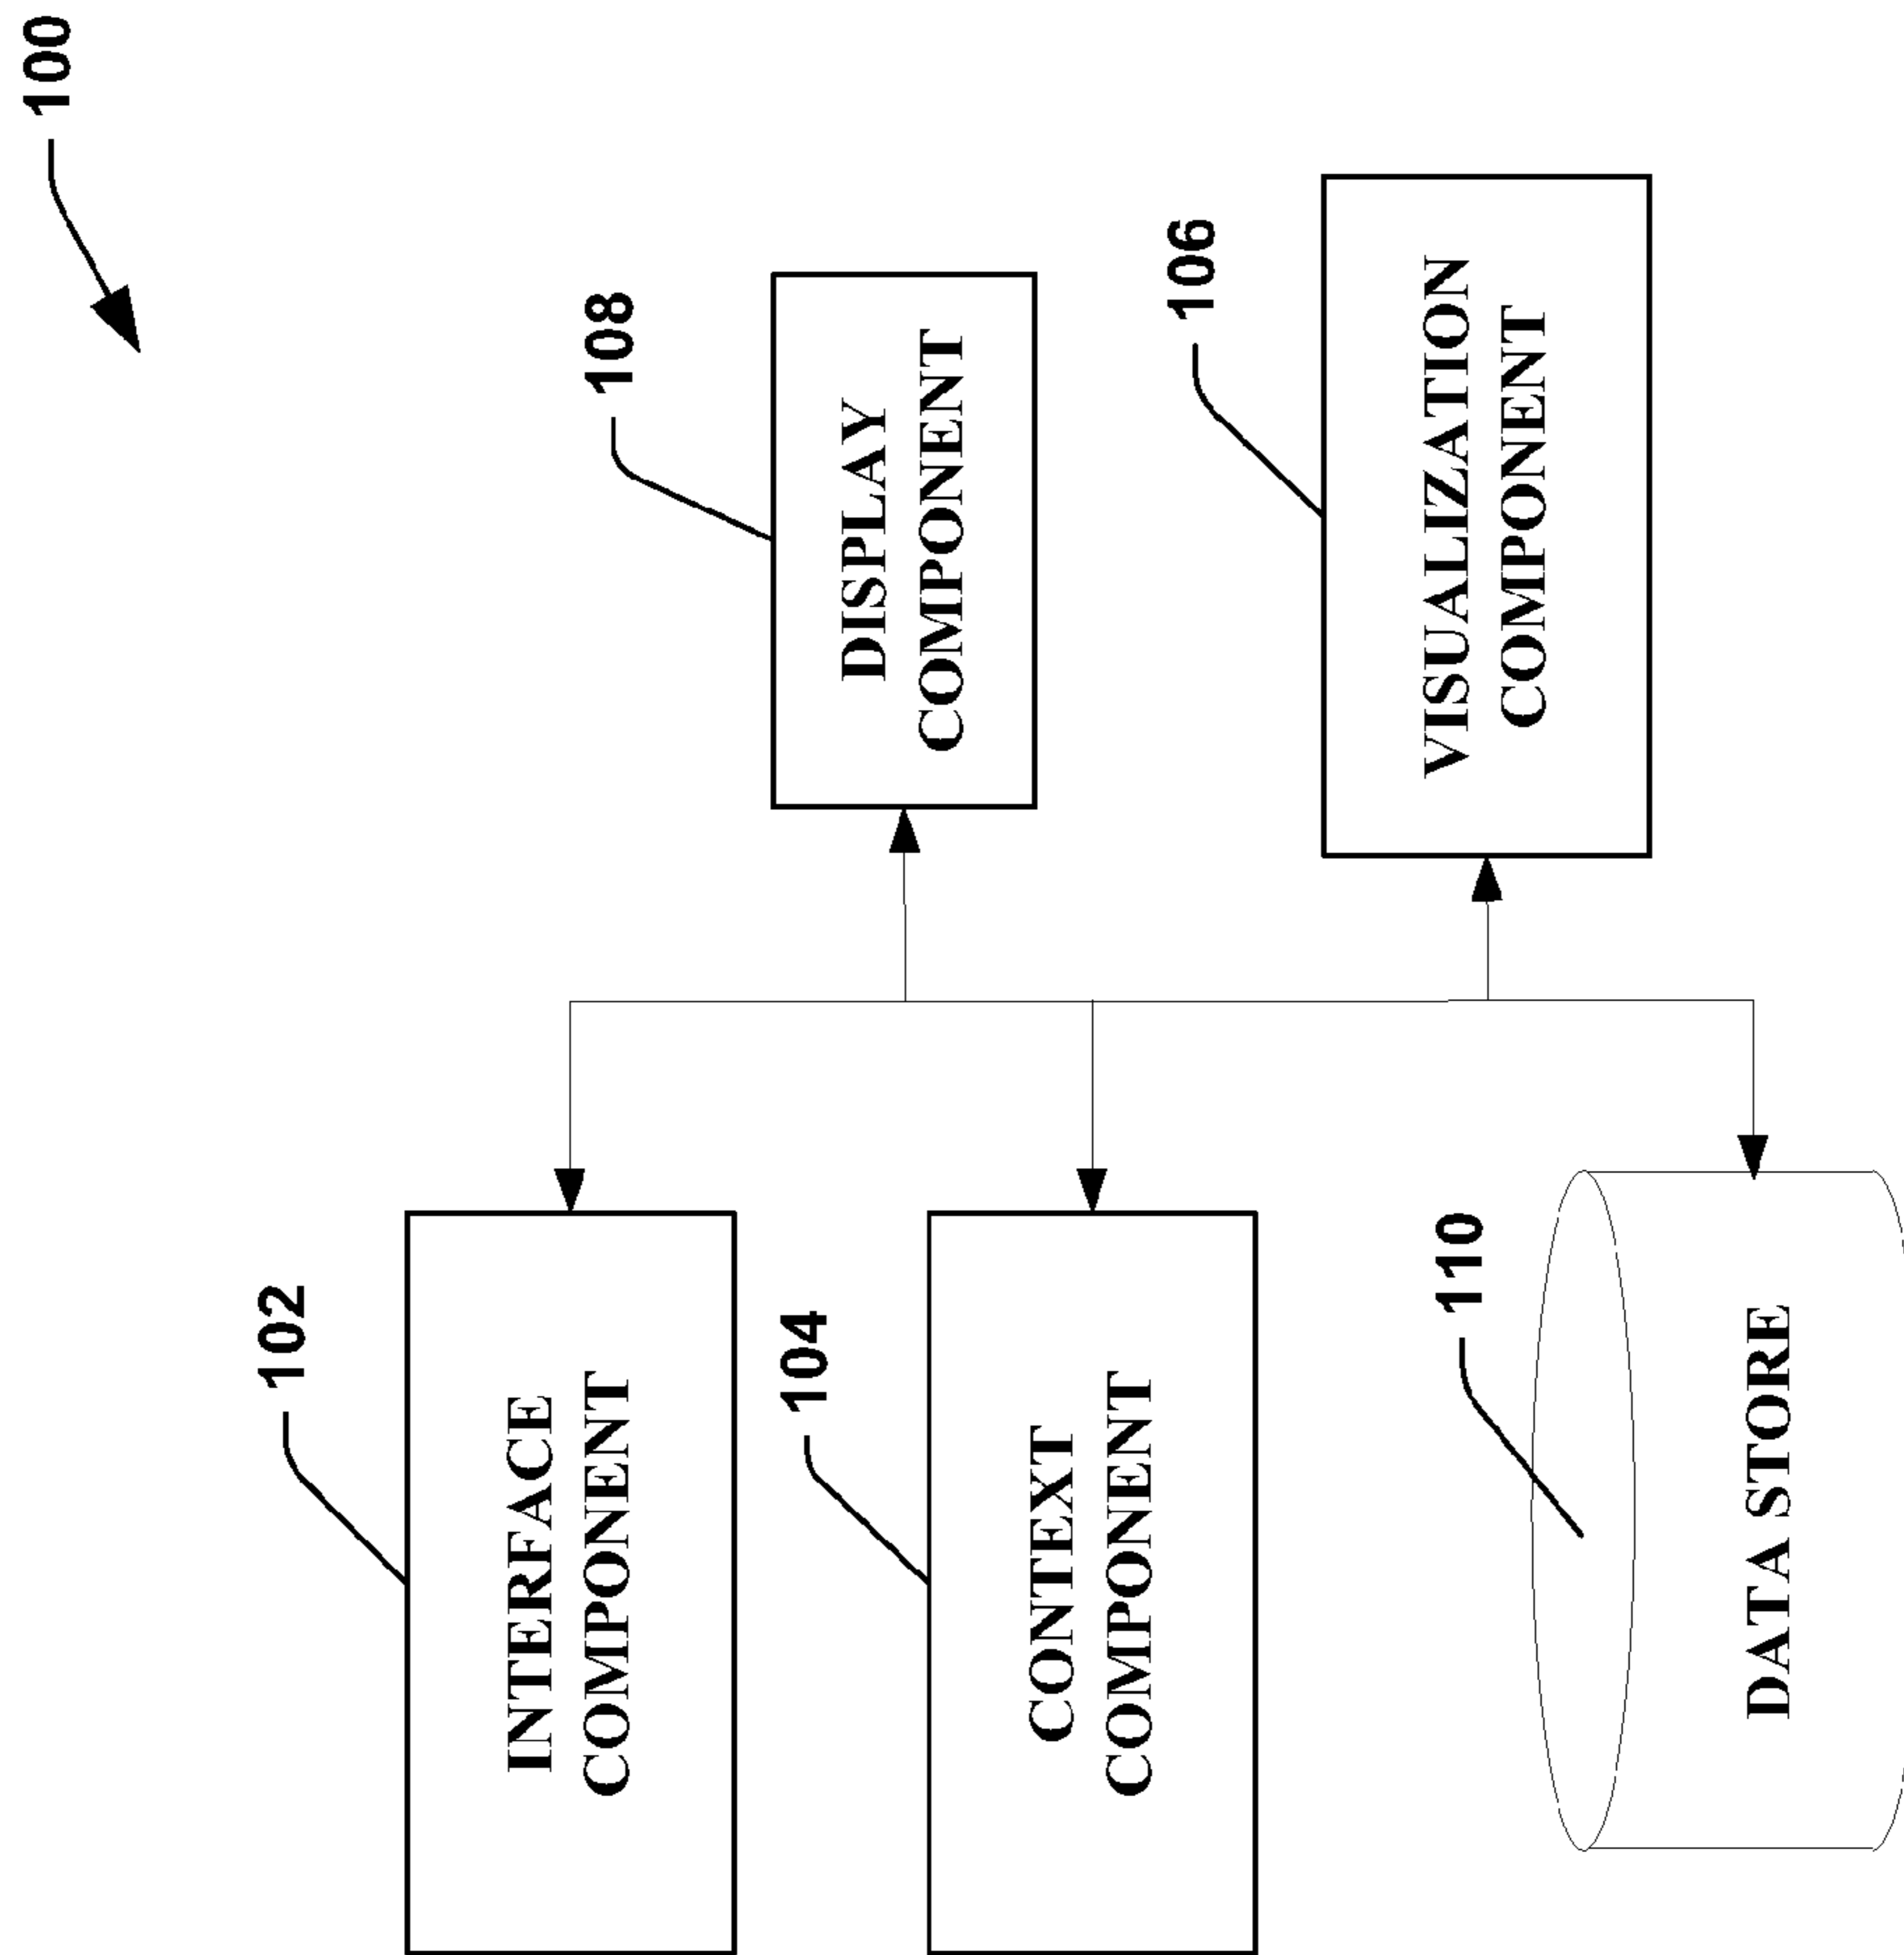 100
102
INTERFACE
COMPONENT
108
DISPLAY
COMPONENT
104
CONTEXT
COMPONENT
106
VISUALIZATION
COMPONENT
110
DATA STORE